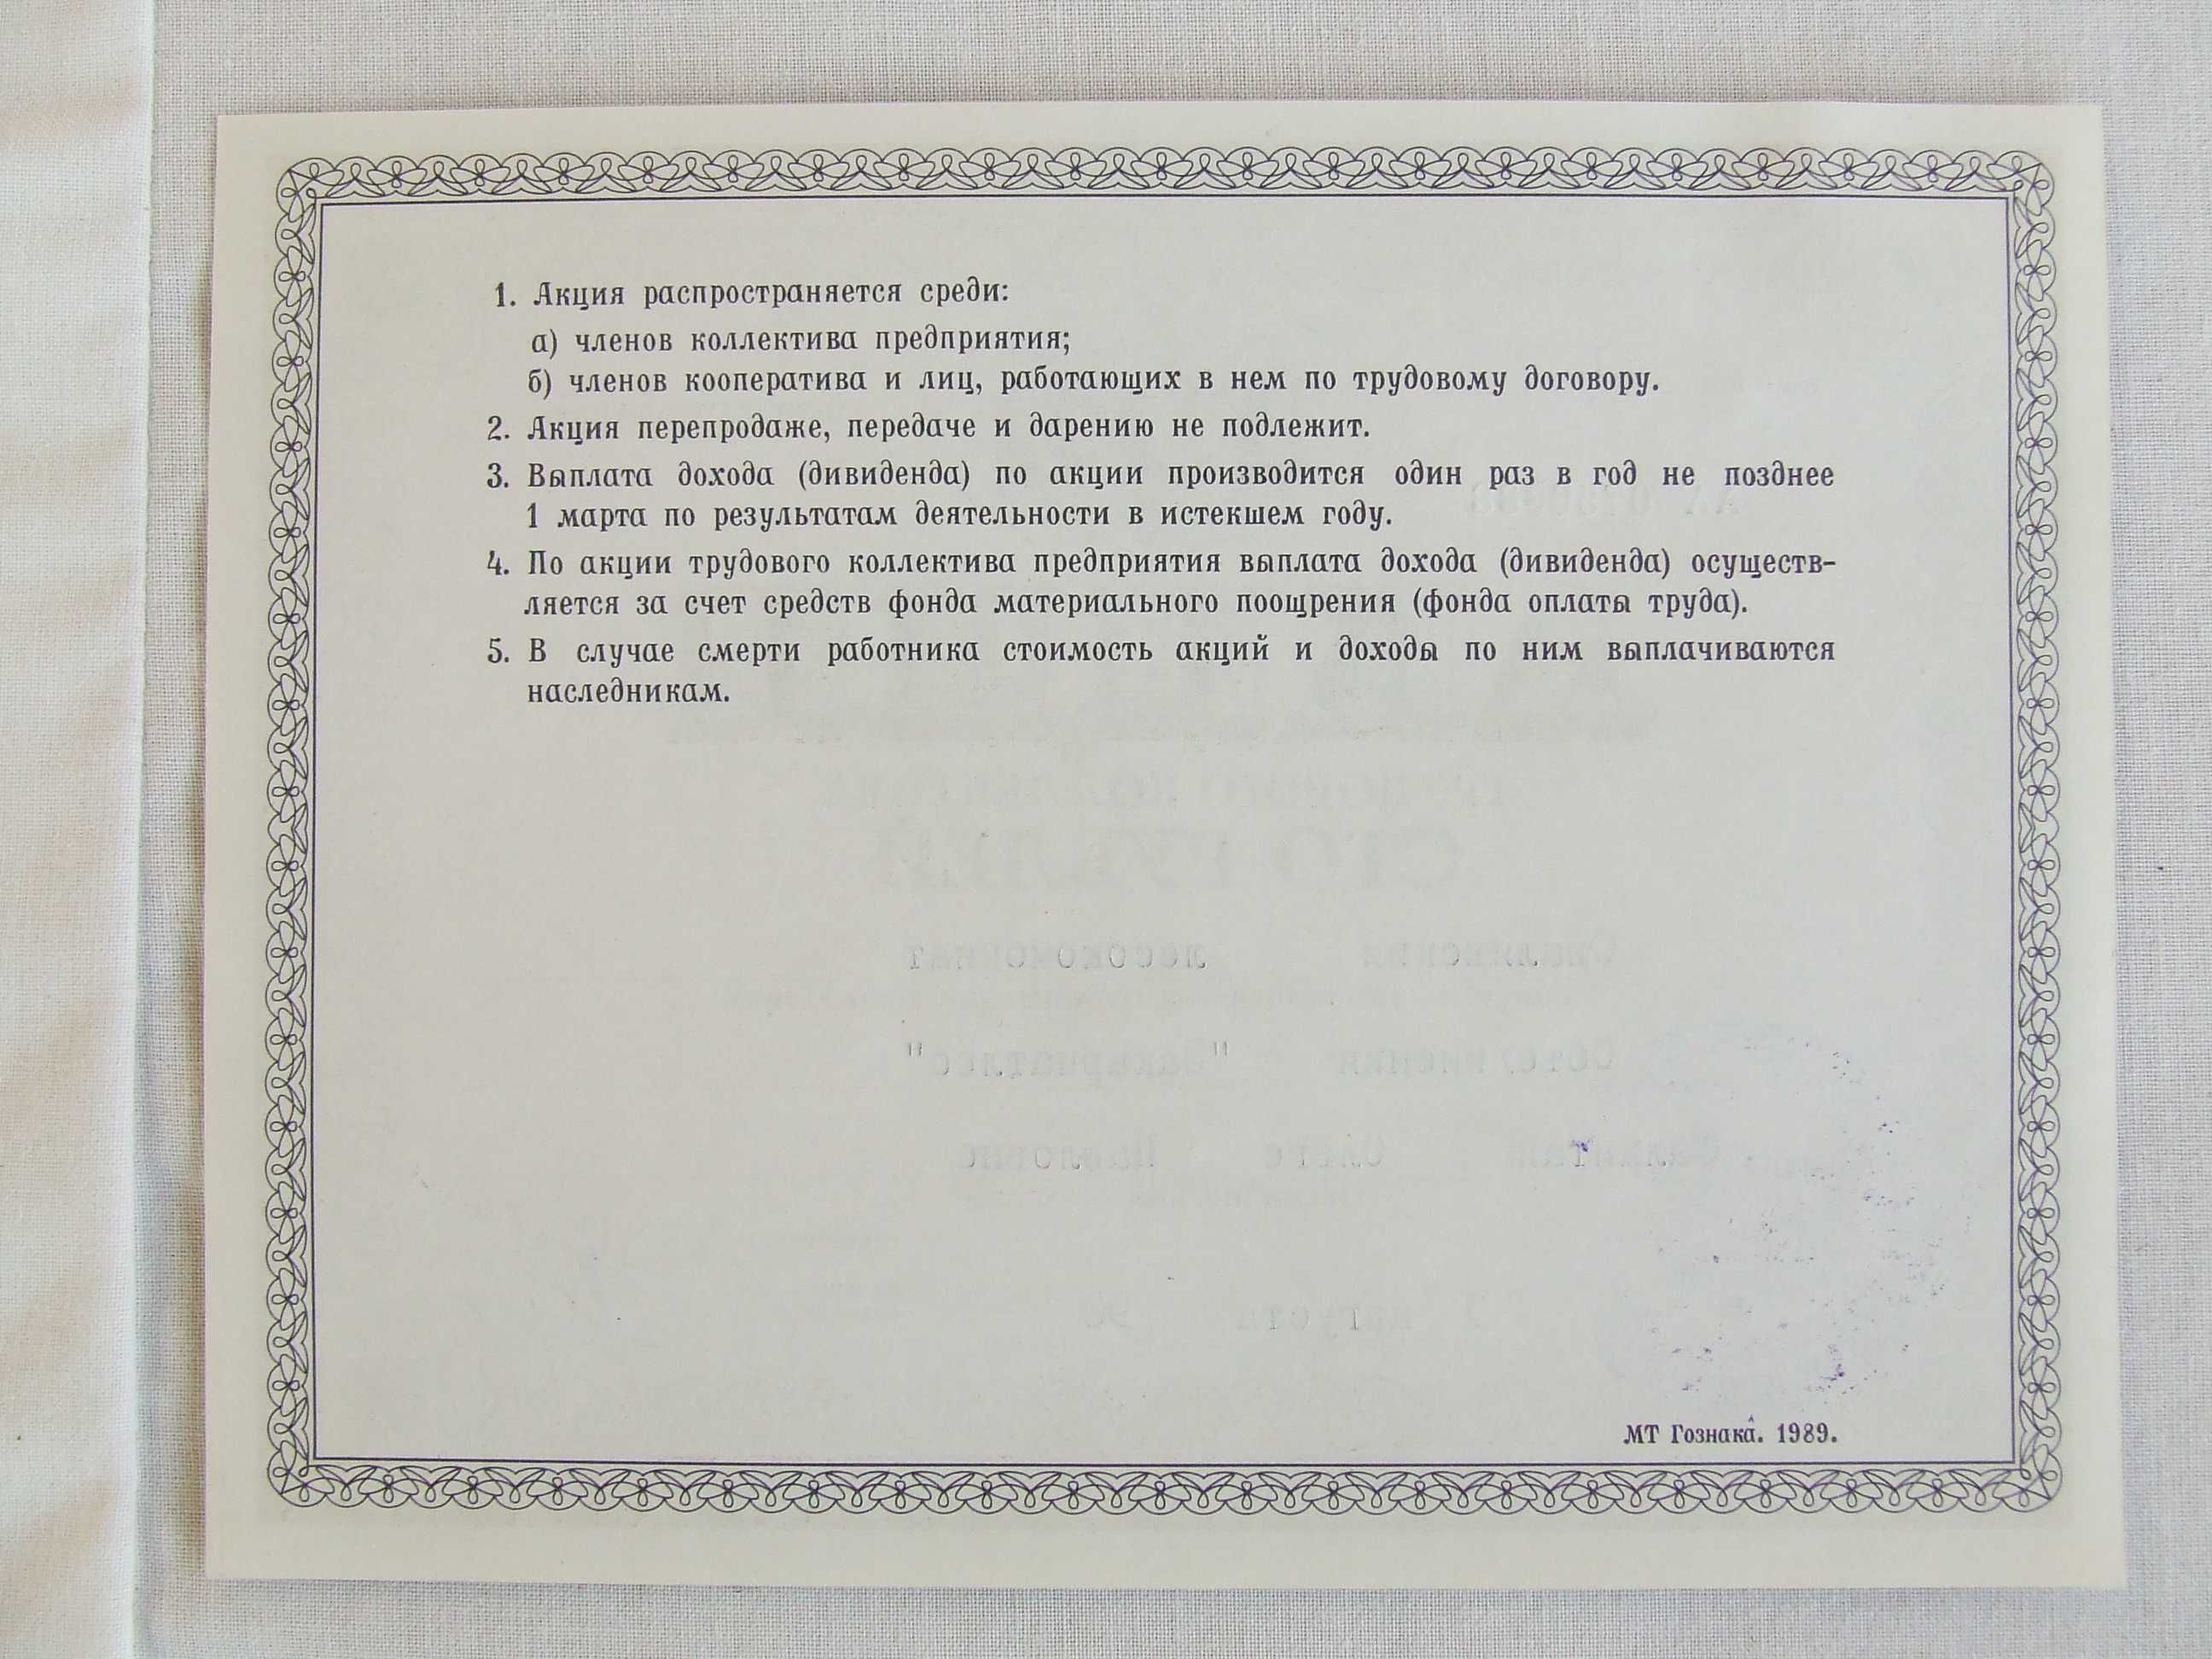 1. Акция распространяется среди:
а) членов коллектива предприятия;
б) членов кооператива и лиц, работающих в нем по трудовому договору.
2. Акция перепродаже, передаче и дарению не подлежит.
3. Выплата дохода (дивиденда) по акции производится один раз в год не позднее
1 марта по результатам деятельности в истекшем году.
4. По акции трудового коллектива предприятия выплата дохода (дивиденда) осуществ-
ляется за счет средств фонда материального поощрения (фонда оплаты труда).
5. В случае смерти работника стоимость акций и доходы по ним выплачиваются
наследникам.
МТ Гознака. 1989.